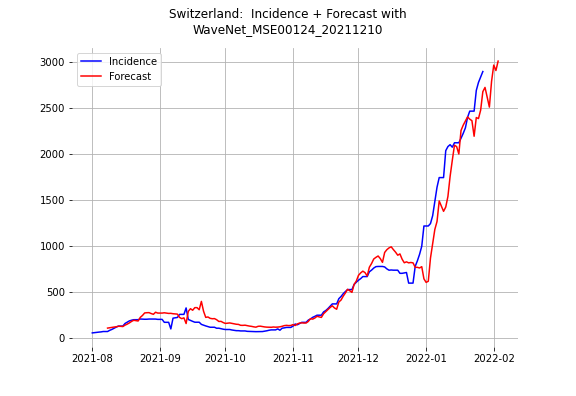 Switzerland:  Incidence + Forecast with
WaveNet_MSE00124_20211210
Incidence
Forecast
3000
2500
2000
1500
1000
500
0
2021-08 2021-09 2021-10 2021-11 2021-12 2022-01 2022-02